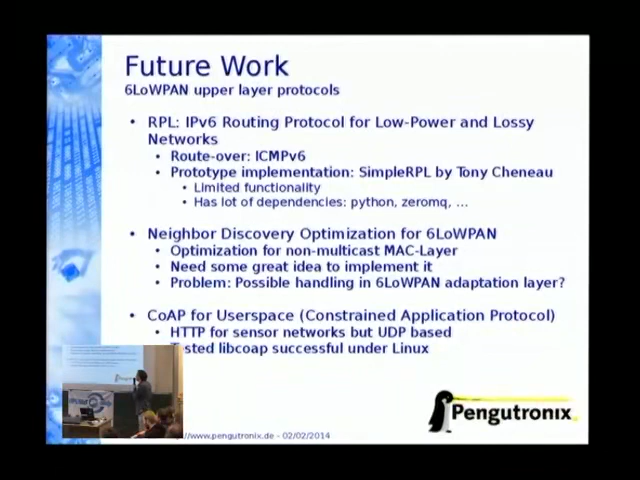 Future Work
6LoWPAN upper layer protocols
• RPL: IPv6 Routing Protocol for Low-Power and Lossy
Networks
• Route-over: ICMPv6
• Prototype implementation: SimpleRPL by Tony Cheneau
• Limited functionality
• Has lot of dependencies: python, zeromq, ...
• Neighbor Discovery Optimization for 6LoWPAN
• Optimization for non-multicast MAC-Layer
• Need some great idea to implement it
• Problem: Possible handling in 6LoWPAN adaptation layer?
• CoAP for Userspace (Constrained Application Protocol)
• HTTP for sensor networks but UDP based
sted libcoap successful under Linux
Pengutronix
//www.pengutronix.de - 02/02/2014